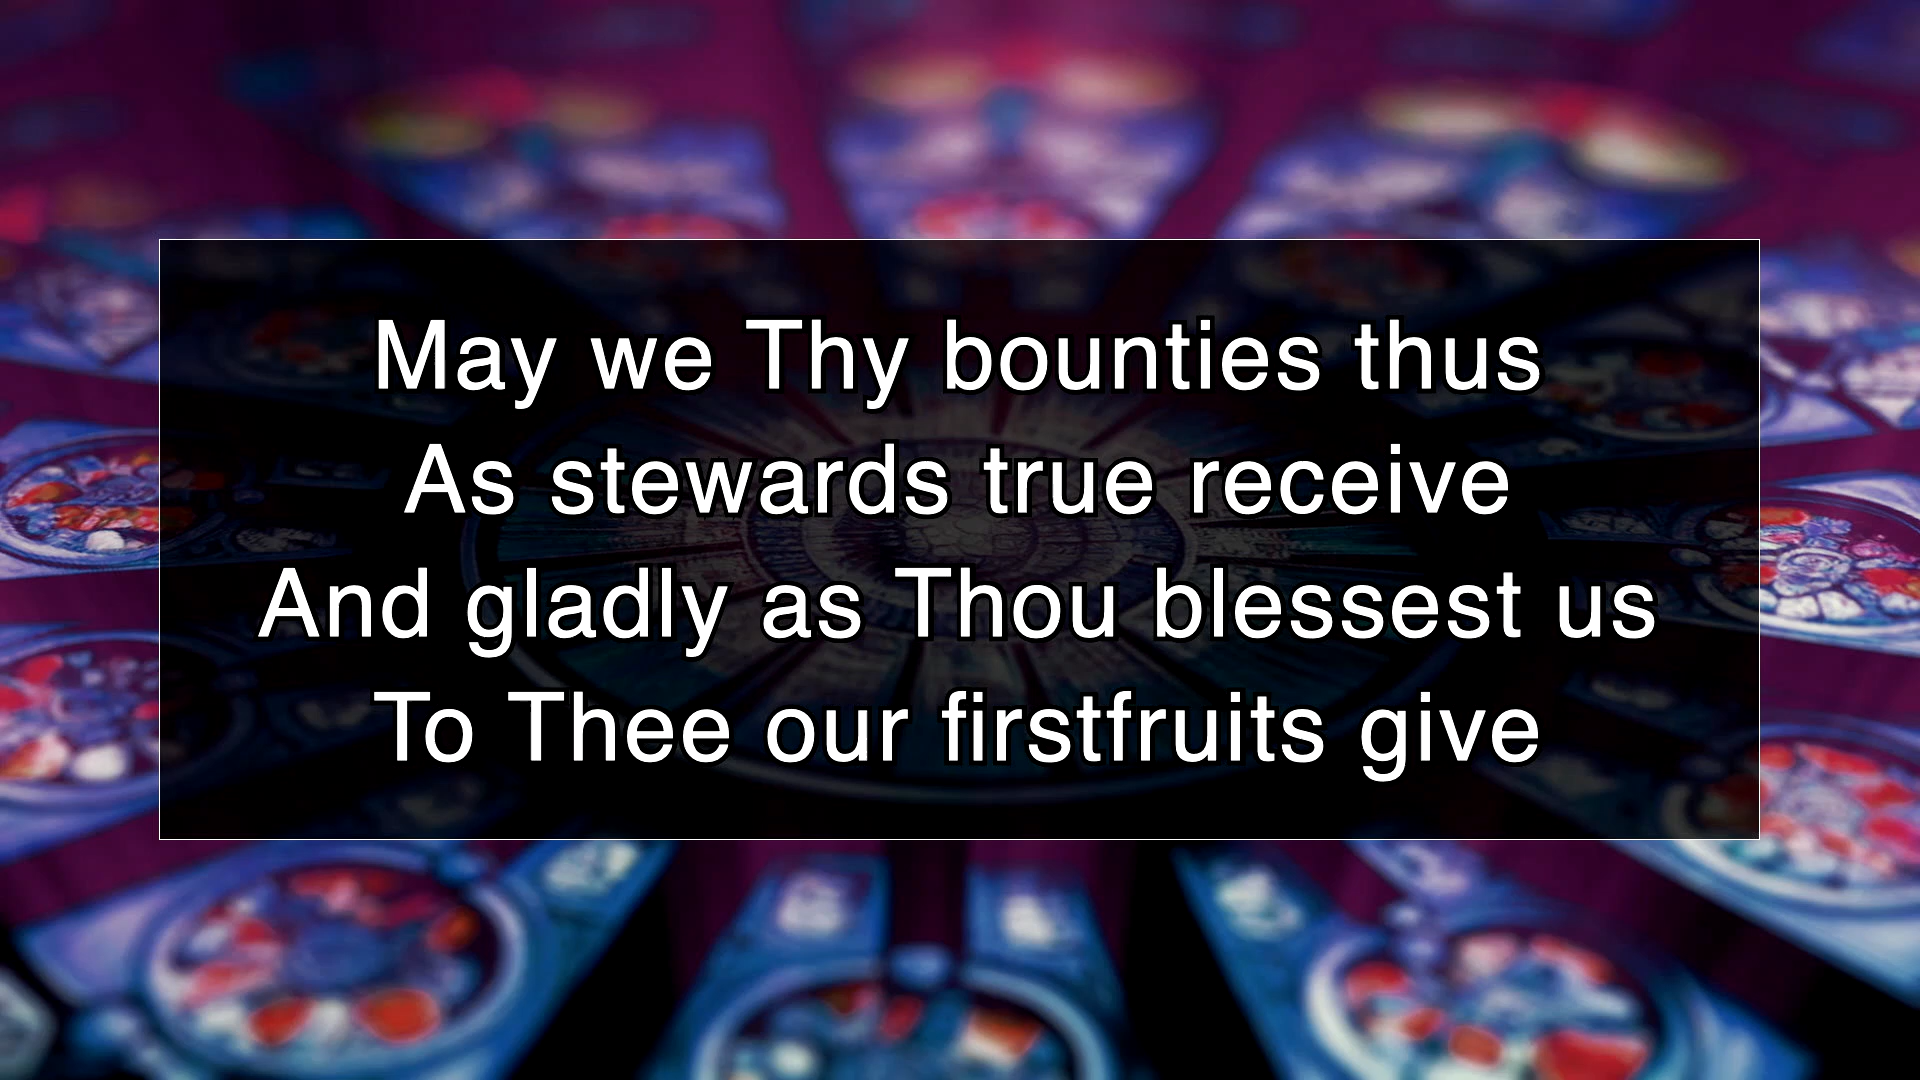 May we Thy bounties thus
As stewards true receive
And gladly as Thou blessest us
To Thee our firstfruits give